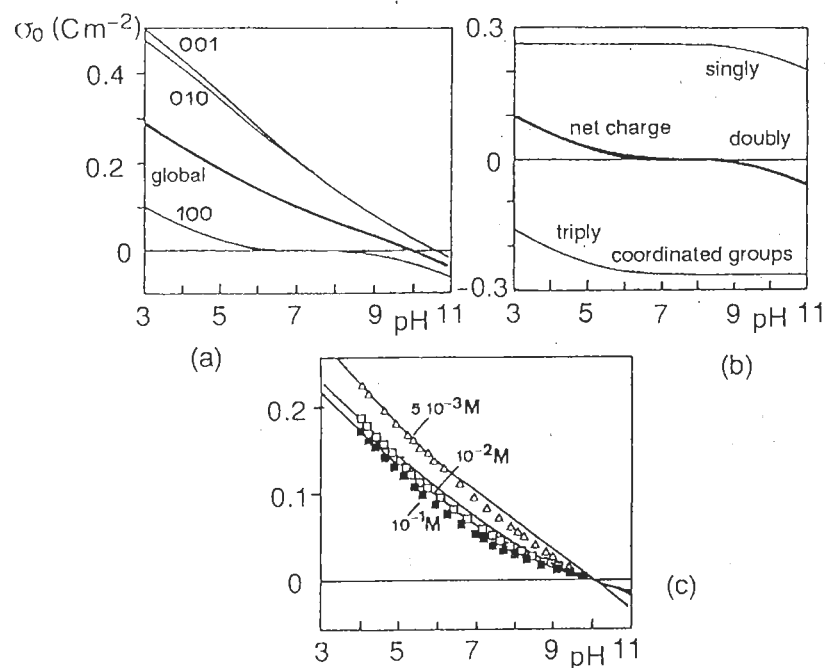 σ₀ (Cm⁻²)
0.4
0.2
0
001
010
global
100
3 5 7 9 pH 11
(a)
0.3
0
-0.3
singly
net charge
doubly
triply
coordinated groups
3 5 7 9 pH 11
(b)
0.2
0.1
0
5 10⁻³M
10⁻²M
10⁻¹M
3 5 7 9 pH 11
(c)